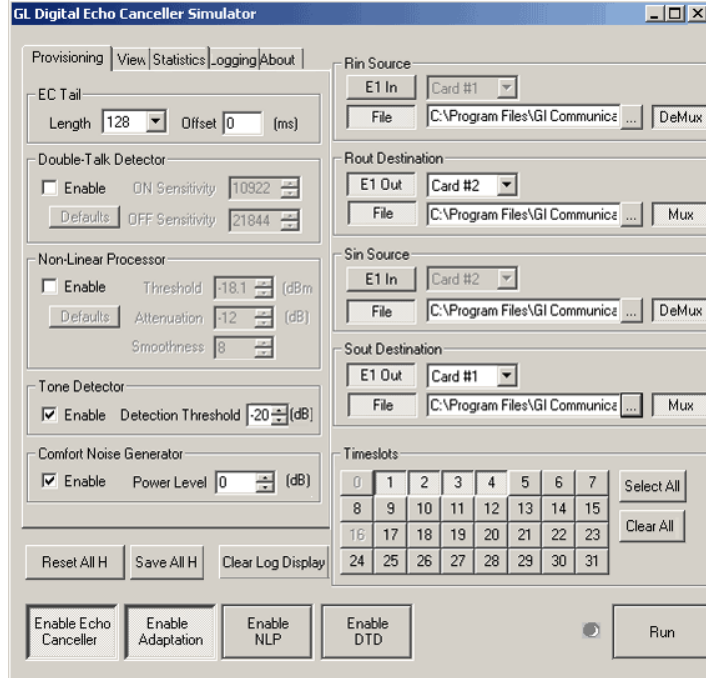 GL Digital Echo Canceller Simulator
Provisioning View Statistics Logging About
EC Tail
Length 128 Offset 0 (ms)
Double-Talk Detector
Enable ON Sensitivity 10922
Defaults OFF Sensitivity 21844
Non-Linear Processor
Enable Threshold -18.1 (dBm
Defaults Attenuation -12 (dB)
Smoothness 8
Tone Detector
Enable Detection Threshold -20 (dB)
Comfort Noise Generator
Enable Power Level 0 (dB)
Reset All H Save All H Clear Log Display
Rin Source
E1 In Card #1
File C:\Program Files\Gl Communica ... DeMux
Rout Destination
E1 Out Card #2
File C:\Program Files\Gl Communica ... Mux
Sin Source
E1 In Card #2
File C:\Program Files\Gl Communica ... DeMux
Sout Destination
E1 Out Card #1
File C:\Program Files\Gl Communica ... Mux
Timeslots
0 1 2 3 4 5 6 7
8 9 10 11 12 13 14 15
16 17 18 19 20 21 22 23
24 25 26 27 28 29 30 31
Select All
Clear All
Enable Echo
Canceller
Enable
Adaptation
Enable
NLP
Enable
DTD
Run